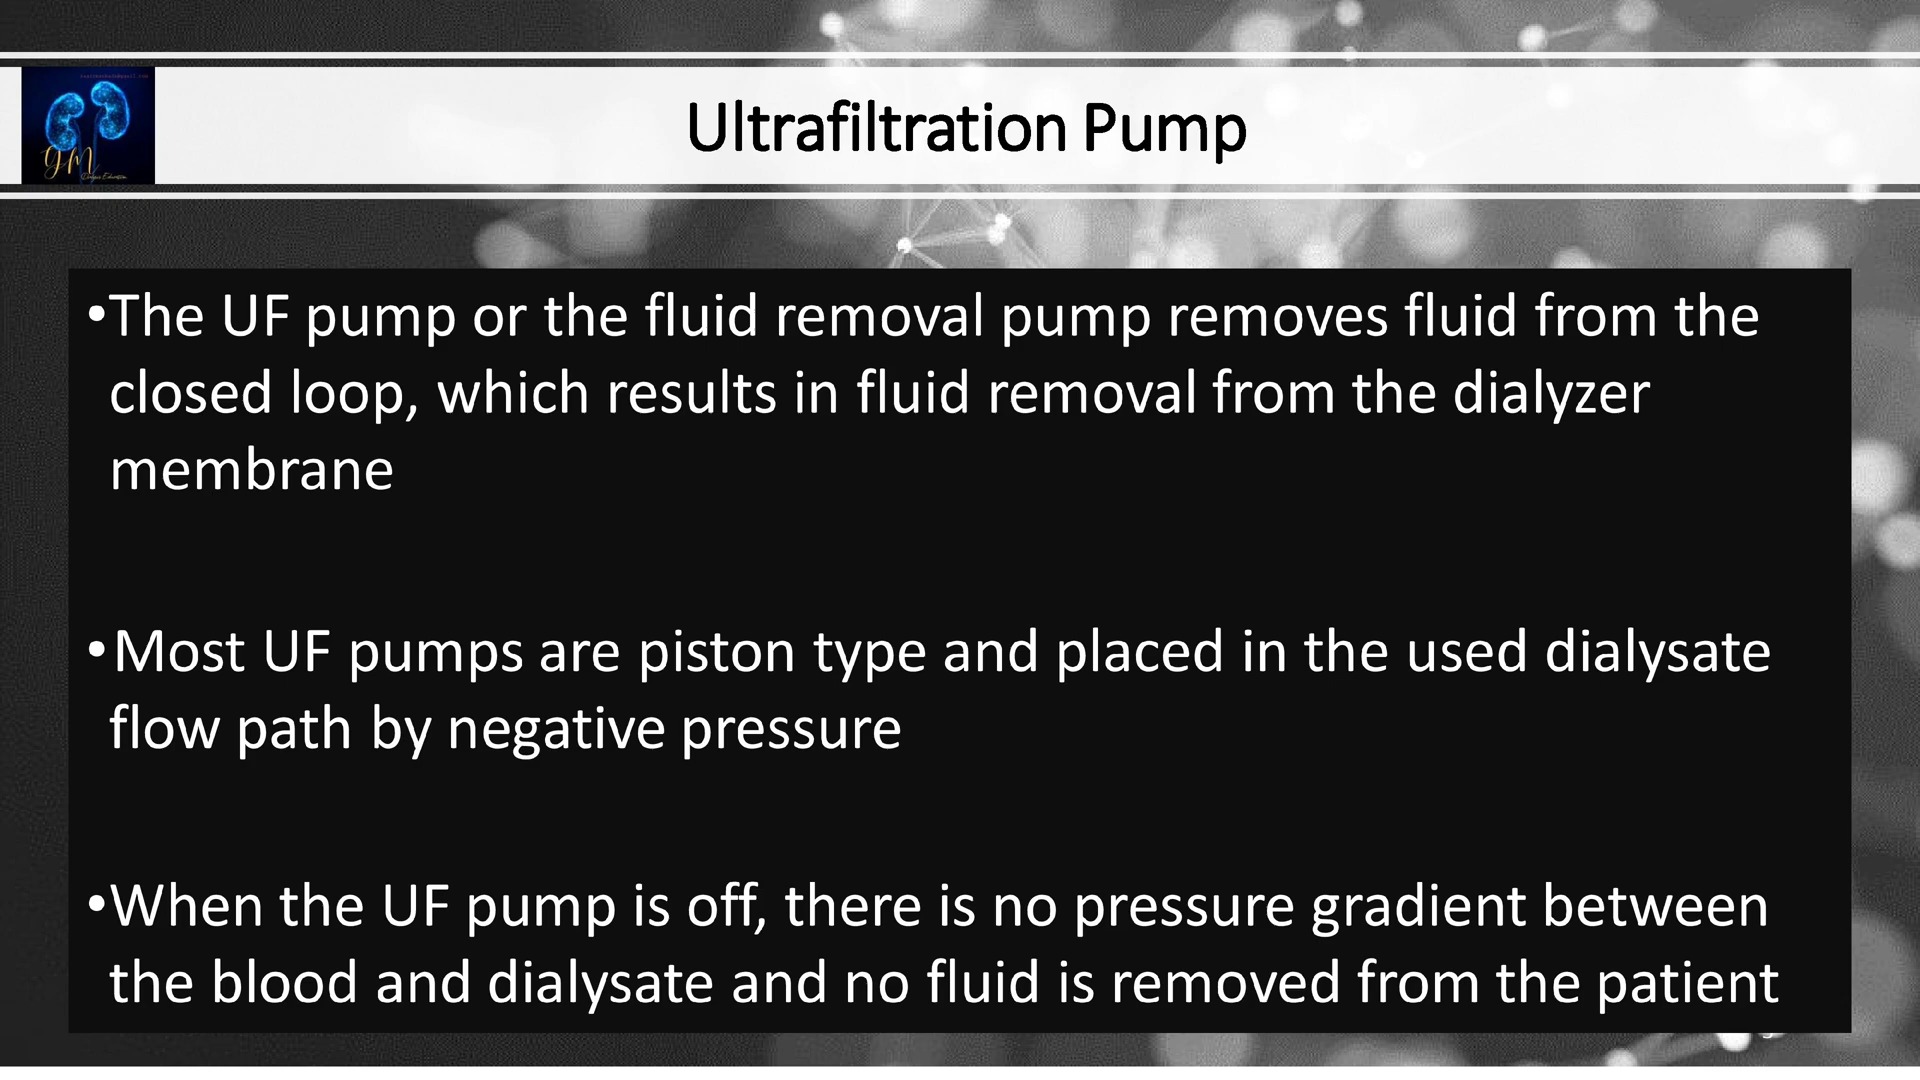 Ultrafiltration Pump
•The UF pump or the fluid removal pump removes fluid from the
closed loop, which results in fluid removal from the dialyzer
membrane
•Most UF pumps are piston type and placed in the used dialysate
flow path by negative pressure
•When the UF pump is off, there is no pressure gradient between
the blood and dialysate and no fluid is removed from the patient
GM